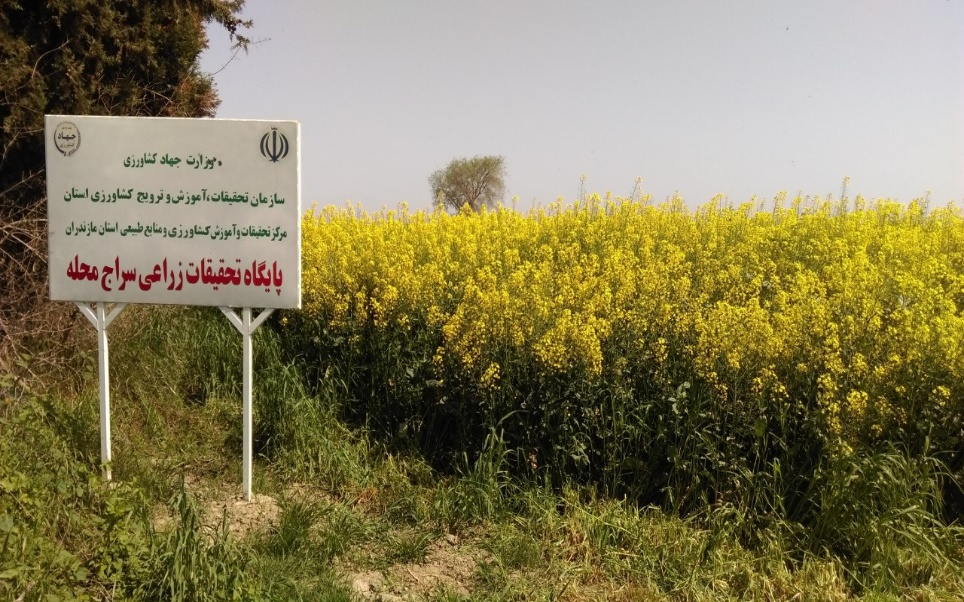 جهاد
وزارت جهاد کشاورزی
سازمان تحقیقات، آموزش و ترویج کشاورزی استان
مرکز تحقیقات و آموزش کشاورزی و منابع طبیعی استان مازندران
پایگاه تحقیقات زراعی سراج محله